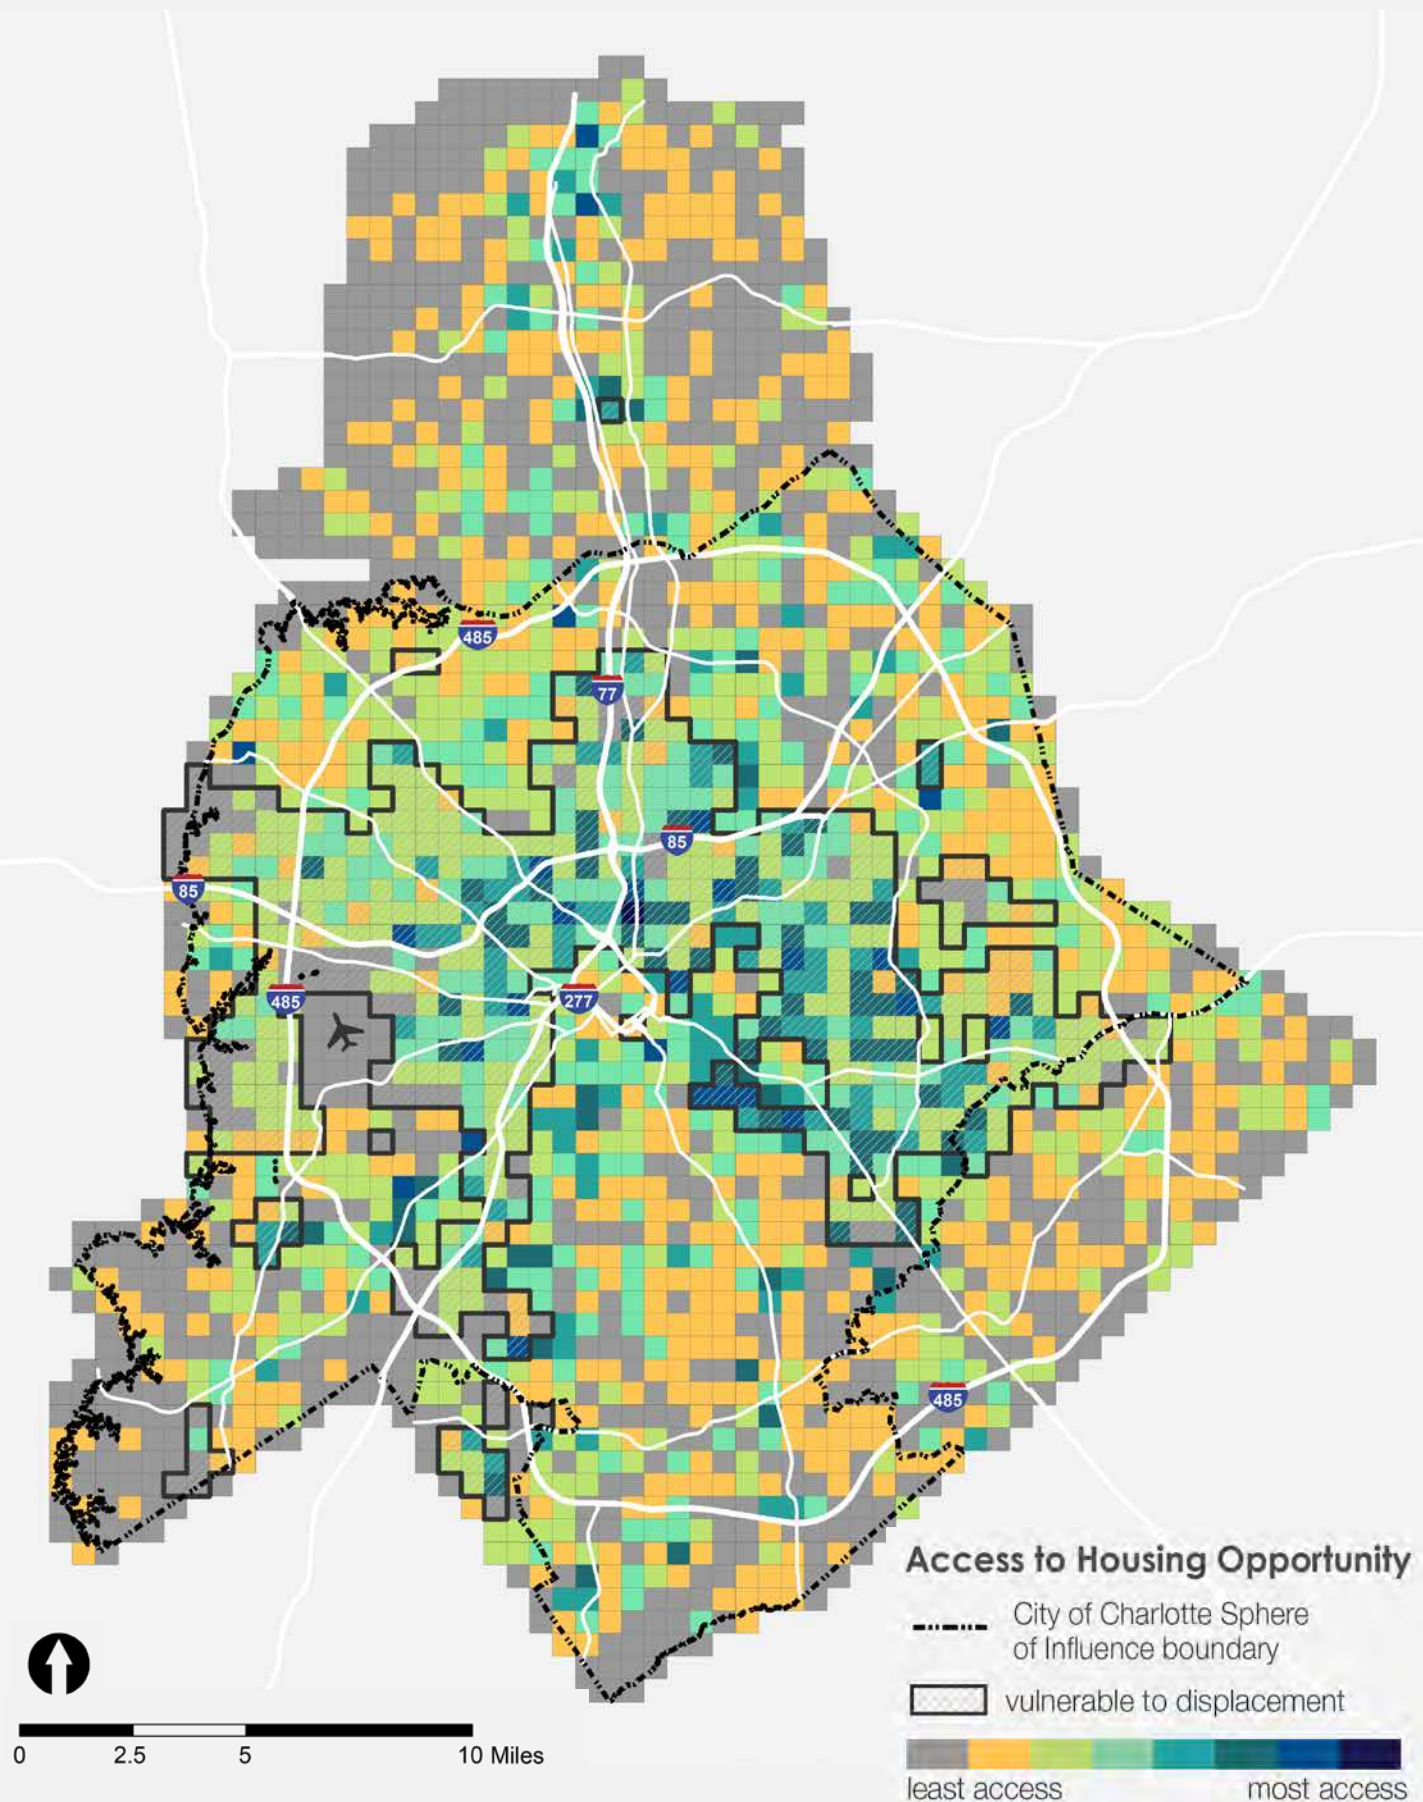 485
77
85
85
485
277
485
Access to Housing Opportunity
City of Charlotte Sphere
of Influence boundary
vulnerable to displacement
least access most access
0 2.5 5 10 Miles